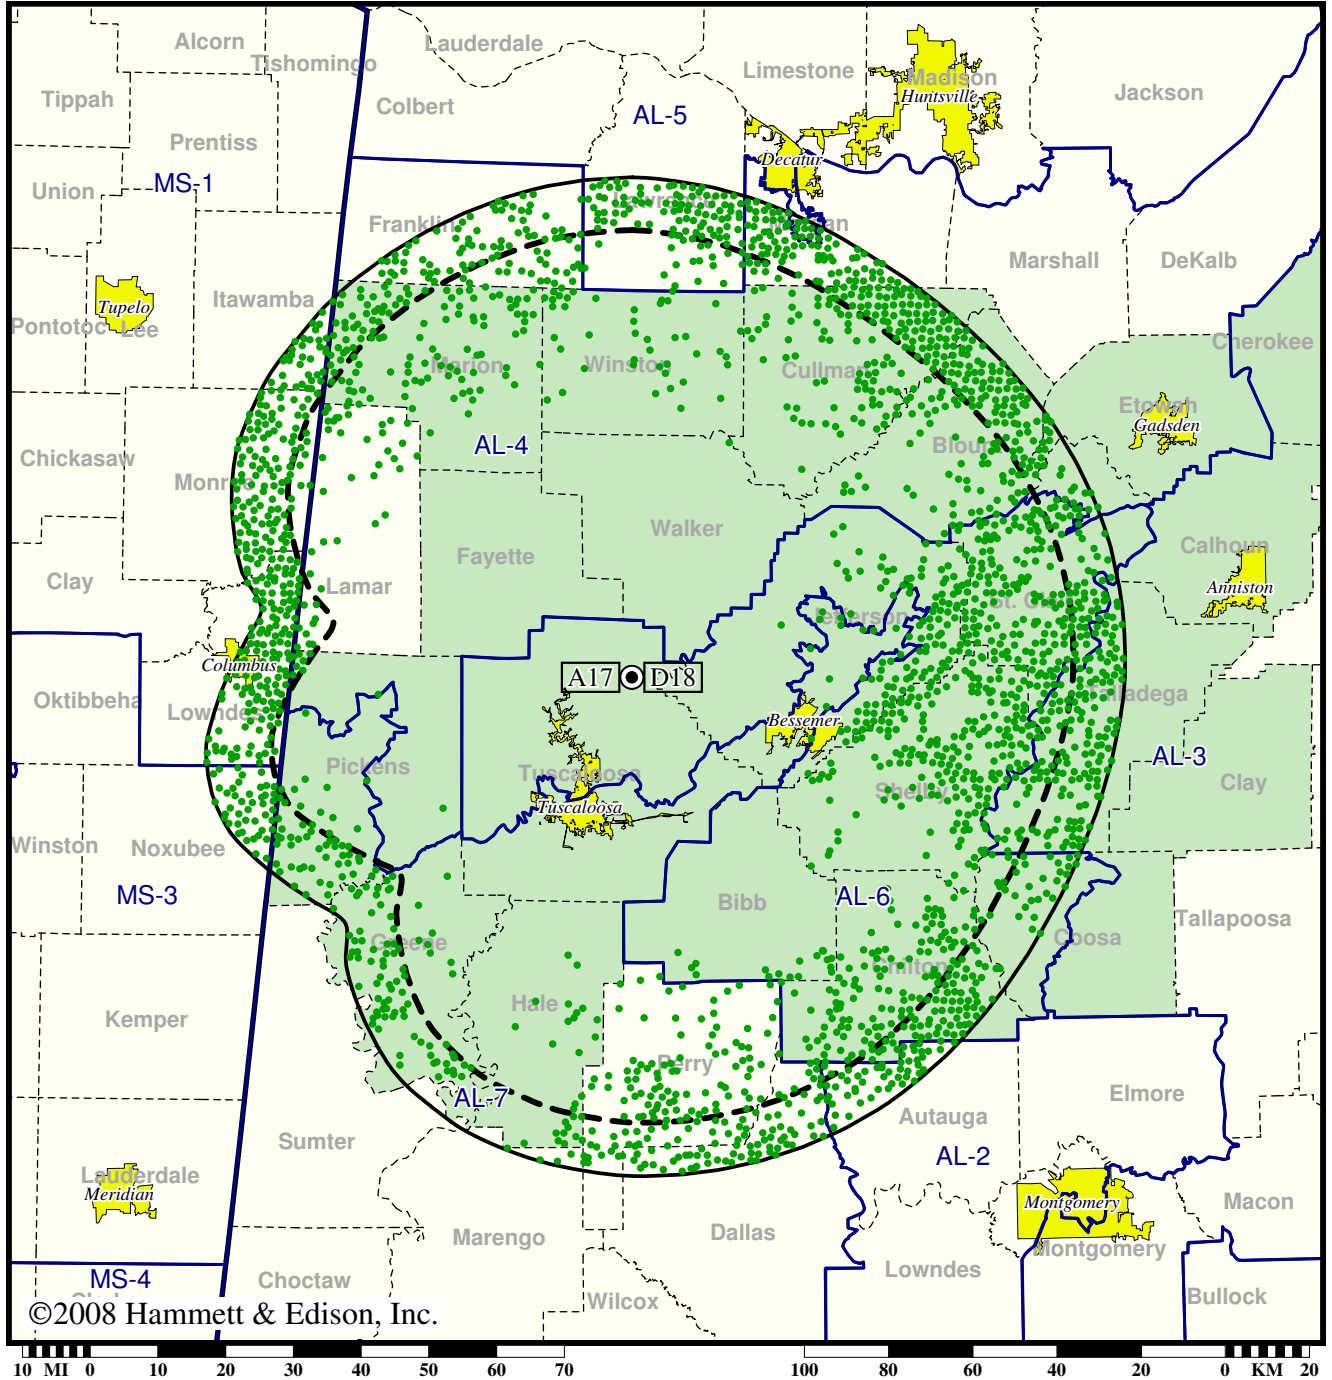 Alcorn
Tishomingo
Lauderdale
Limestone
Madison
Huntsville
Jackson
Tippah
Colbert
AL-5
Prentiss
Decatur
Union
MS-1
Franklin
Lawrence
Morgan
Marshall
DeKalb
Itawamba
Tupelo
Pontotoc
Lee
Cherokee
Marion
Winston
Cullman
Etowah
Gadsden
AL-4
Blount
Chickasaw
Monroe
Walker
Fayette
Calhoun
Clay
Lamar
Anniston
Jefferson
St. Clair
Columbus
A17
D18
Oktibbeha
Lowndes
Talladega
Bessemer
AL-3
Pickens
Tuscaloosa
Clay
Shelby
Tuscaloosa
Winston
Noxubee
MS-3
Bibb
AL-6
Tallapoosa
Greene
Coosa
Chilton
Hale
Kemper
Perry
AL-7
Elmore
Autauga
Sumter
AL-2
Lauderdale
Meridian
Montgomery
Macon
Marengo
Dallas
Montgomery
Lowndes
MS-4
Choctaw
Wilcox
Bullock
©2008 Hammett & Edison, Inc.
10 MI 0 10 20 30 40 50 60 70
100 80 60 40 20 0 KM 20